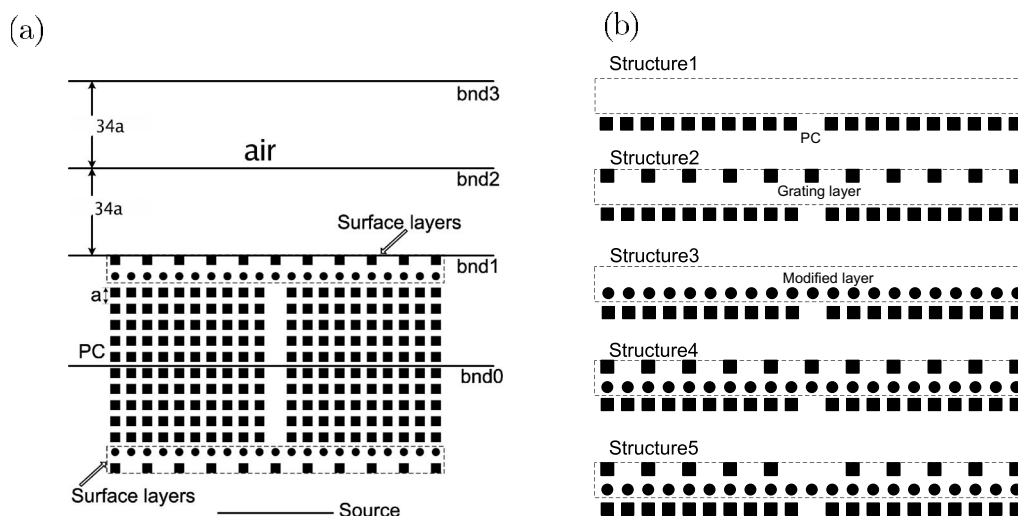 (a)
bnd3
34a
air
bnd2
34a
Surface layers
bnd1
a
PC
bnd0
Surface layers
Source
(b)
Structure1
PC
Structure2
Grating layer
Structure3
Modified layer
Structure4
Structure5